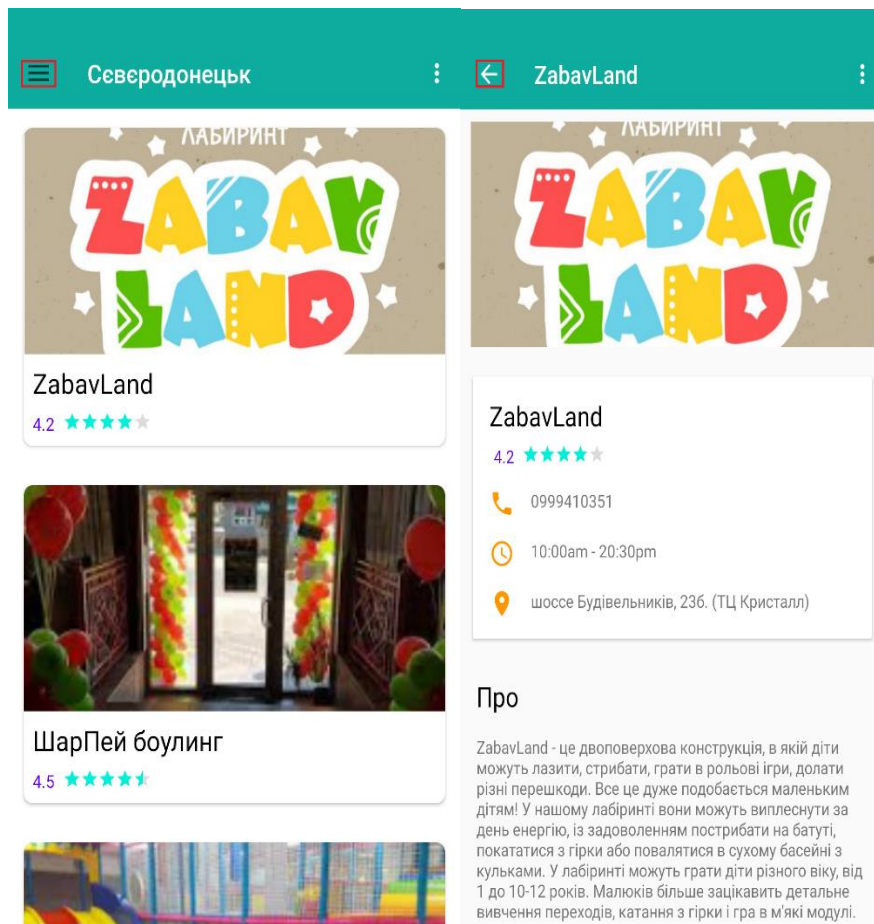 Сєвєродонецьк
ЛАБИРИНТ
ZABAV
LAND
ZabavLand
4.2
ШарПей боулинг
4.5
ZabavLand
ЛАБИРИНТ
ZABAV
LAND
ZabavLand
4.2
0999410351
10:00am - 20:30pm
шоссе Будівельників, 23б. (ТЦ Кристалл)
Про
ZabavLand - це двоповерхова конструкція, в якій діти
можуть лазити, стрибати, грати в рольові ігри, долати
різні перешкоди. Все це дуже подобається маленьким
дітям! У нашому лабіринті вони можуть виплеснути за
день енергію, із задоволенням пострибати на батуті,
покататися з гірки або повалятися в сухому басейні з
кульками. У лабіринті можуть грати діти різного віку, від
1 до 10-12 років. Малюків більше зацікавить детальне
вивчення переходів, катання з гірки і гра в м'які модулі.